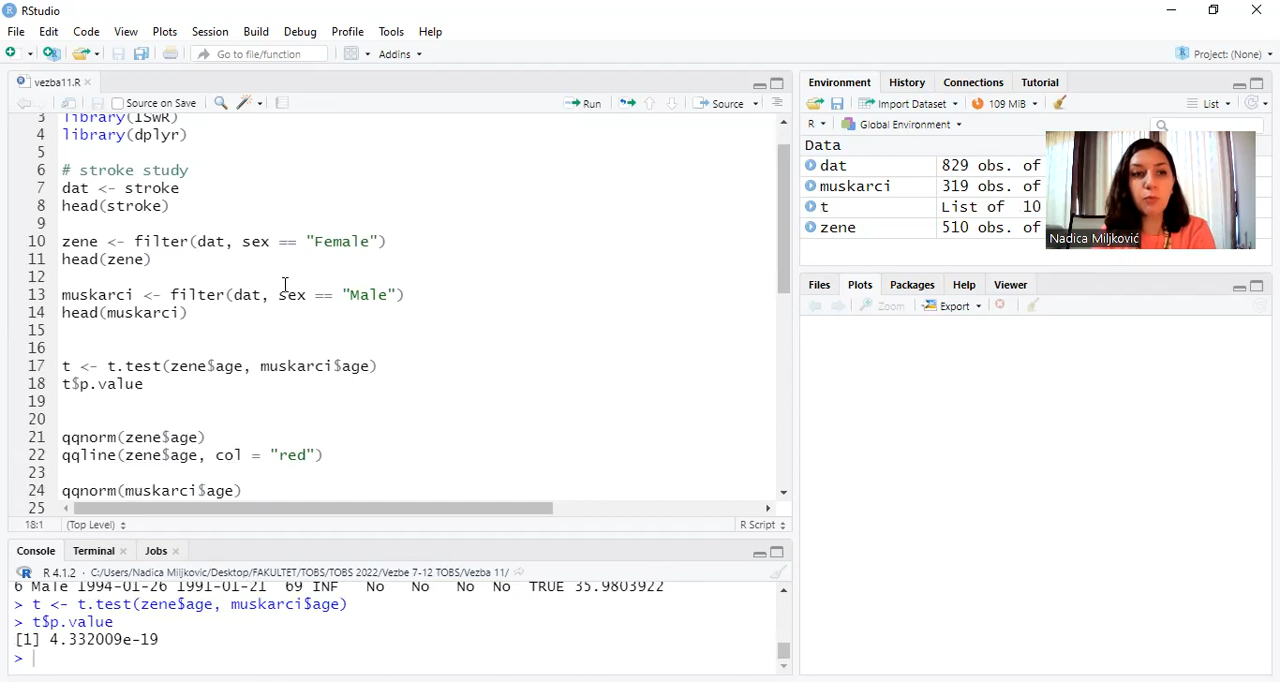 RStudio
File Edit Code View Plots Session Build Debug Profile Tools Help
Go to file/function Addins Project: (None)
vezba11.R
Source on Save Run Source
3 library(ISwR)
4 library(dplyr)
5
6 # stroke study
7 dat <- stroke
8 head(stroke)
9
10 zene <- filter(dat, sex == "Female")
11 head(zene)
12
13 muskarci <- filter(dat, sex == "Male")
14 head(muskarci)
15
16
17 t <- t.test(zene$age, muskarci$age)
18 t$p.value
19
20
21 qqnorm(zene$age)
22 qqline(zene$age, col = "red")
23
24 qqnorm(muskarci$age)
25
18:1 (Top Level) R Script
Console Terminal Jobs
R 4.1.2 · C:/Users/Nadica Miljkovic/Desktop/FAKULTET/TOBS/TOBS 2022/Vezbe 7-12 TOBS/Vezba 11/
6 Male 1994-01-26 1991-01-21 69 INF No No No No TRUE 35.9803922
> t <- t.test(zene$age, muskarci$age)
> t$p.value
[1] 4.332009e-19
>
Environment History Connections Tutorial
Import Dataset 109 MiB List
R Global Environment
Data
dat 829 obs. of
muskarci 319 obs. of
t List of 10
zene 510 obs. of
Nadica Miljković
Files Plots Packages Help Viewer
Zoom Export